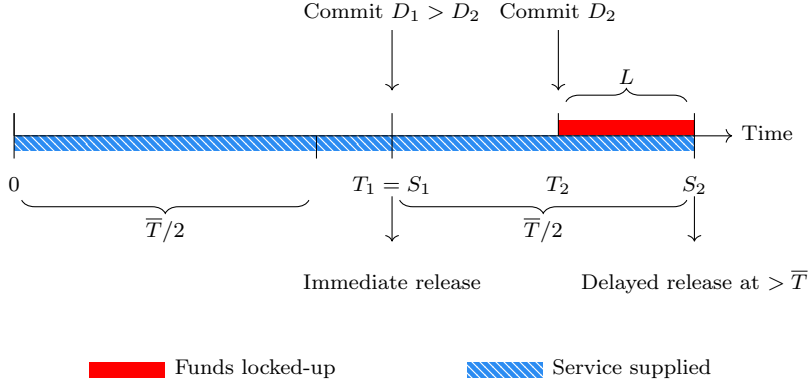 Commit D₁ > D₂ Commit D₂
L
Time
0 T₁ = S₁ T₂ S₂
T̅/2 T̅/2
Immediate release Delayed release at > T̅
Funds locked-up Service supplied